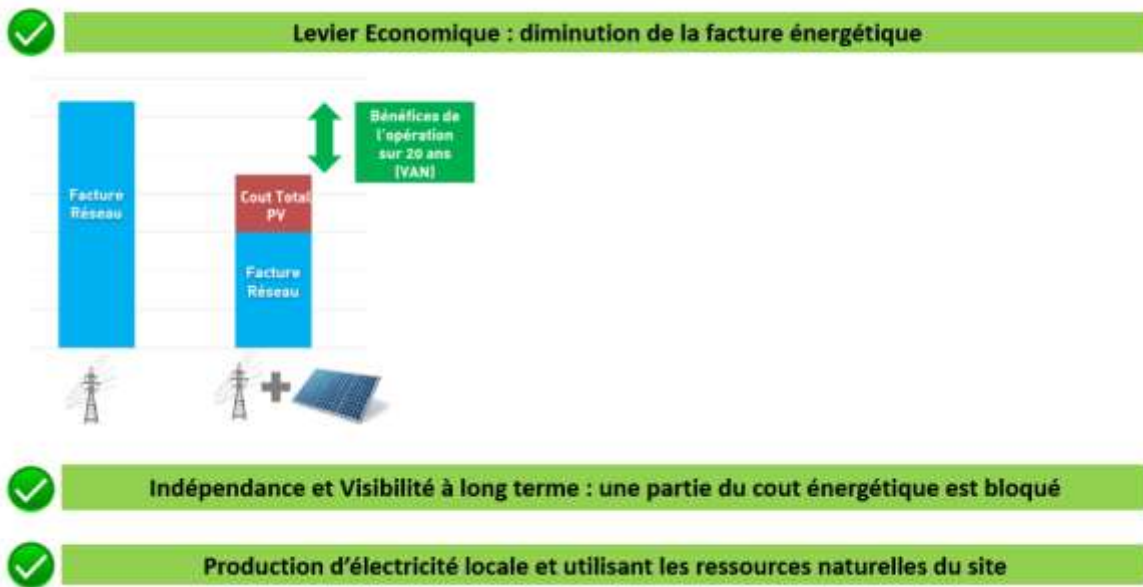 Levier Economique : diminution de la facture énergétique
Bénéfices de
l'opération
sur 20 ans
(VAN)
Facture
Réseau
Cout Total
PV
Facture
Réseau
Indépendance et Visibilité à long terme : une partie du cout énergétique est bloqué
Production d'électricité locale et utilisant les ressources naturelles du site